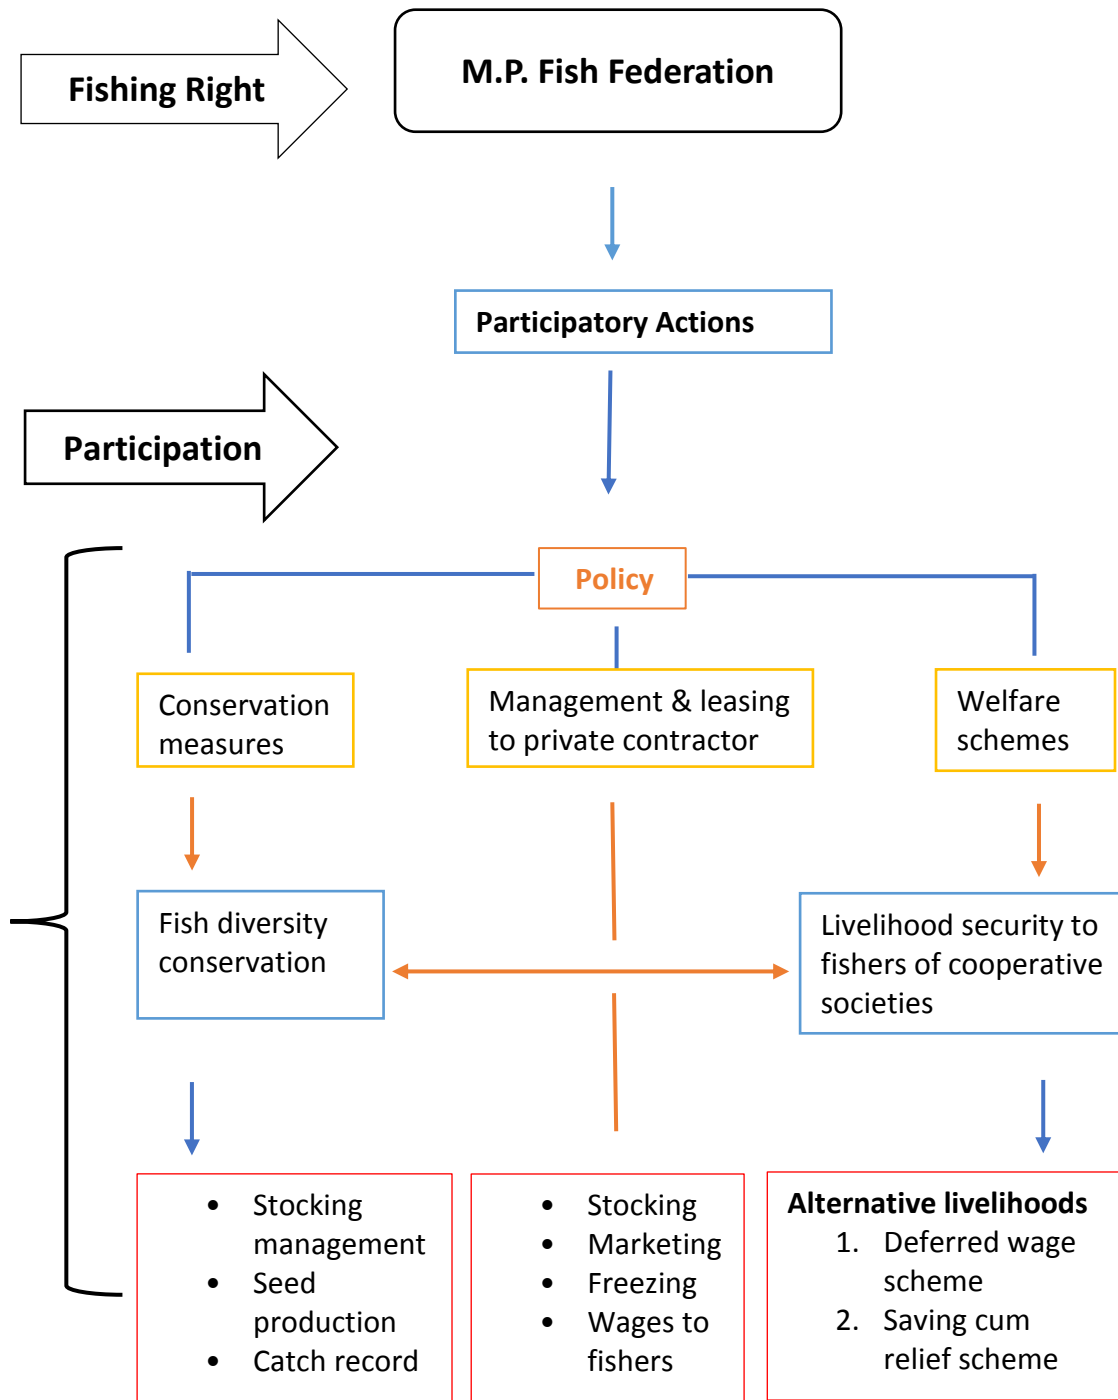 Fishing Right
M.P. Fish Federation
Participatory Actions
Participation
Policy
Conservation
measures
Management & leasing
to private contractor
Welfare
schemes
Fish diversity
conservation
Livelihood security to
fishers of cooperative
societies
• Stocking
management
• Seed
production
• Catch record
• Stocking
• Marketing
• Freezing
• Wages to
fishers
Alternative livelihoods
1. Deferred wage
scheme
2. Saving cum
relief scheme